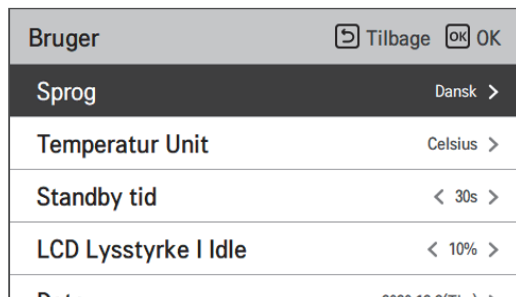 Bruger Tilbage OK OK
Sprog Dansk >
Temperatur Unit Celsius >
Standby tid < 30s >
LCD Lysstyrke I Idle < 10% >